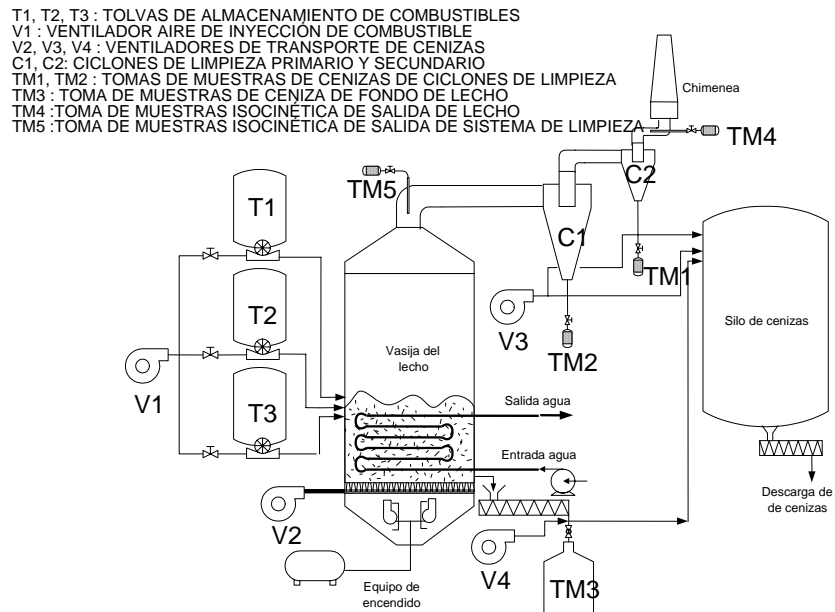 T1, T2, T3 : TOLVAS DE ALMACENAMIENTO DE COMBUSTIBLES
V1 : VENTILADOR AIRE DE INYECCIÓN DE COMBUSTIBLE
V2, V3, V4 : VENTILADORES DE TRANSPORTE DE CENIZAS
C1, C2: CICLONES DE LIMPIEZA PRIMARIO Y SECUNDARIO
TM1, TM2 : TOMAS DE MUESTRAS DE CENIZAS DE CICLONES DE LIMPIEZA
TM3 : TOMA DE MUESTRAS DE CENIZA DE FONDO DE LECHO
TM4 :TOMA DE MUESTRAS ISOCINÉTICA DE SALIDA DE LECHO
TM5 :TOMA DE MUESTRAS ISOCINÉTICA DE SALIDA DE SISTEMA DE LIMPIEZA
Chimenea
TM4
TM5
C2
T1
C1
TM1
T2
V3
Silo de cenizas
Vasija del
lecho
TM2
V1
T3
Salida agua
Entrada agua
V2
Descarga de
de cenizas
V4
Equipo de
encendido
TM3